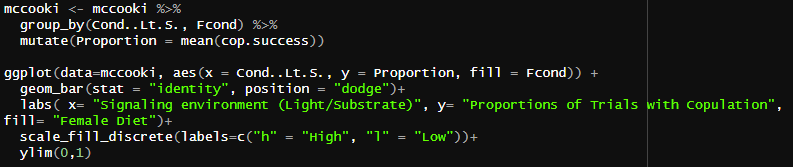 mccooki <- mccooki %>%
  group_by(Cond..Lt.S., Fcond) %>%
  mutate(Proportion = mean(cop.success))

ggplot(data=mccooki, aes(x = Cond..Lt.S., y = Proportion, fill = Fcond)) +
  geom_bar(stat = "identity", position = "dodge")+
  labs( x= "Signaling environment (Light/Substrate)", y= "Proportions of Trials with Copulation",
fill= "Female Diet")+
  scale_fill_discrete(labels=c("h" = "High", "l" = "Low"))+
  ylim(0,1)